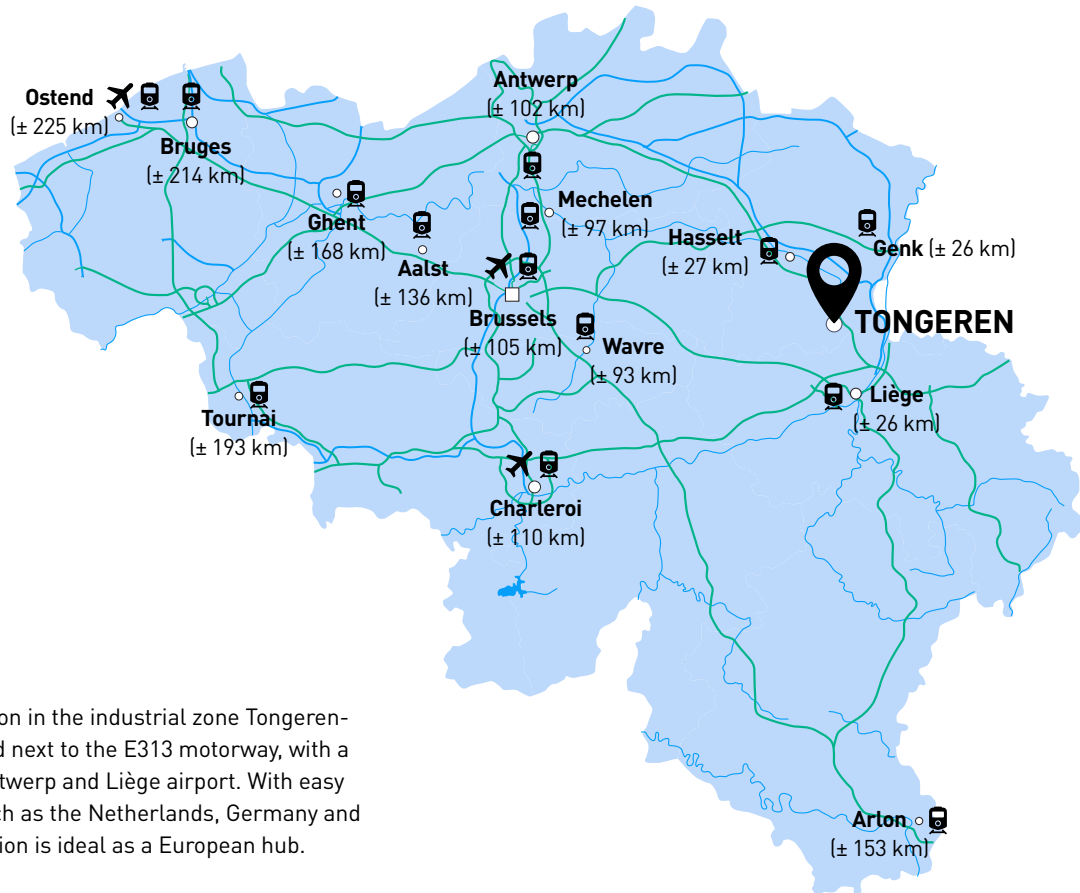 Ostend
(± 225 km)
Bruges
(± 214 km)
Antwerp
(± 102 km)
Ghent
(± 168 km)
Aalst
(± 136 km)
Mechelen
(± 97 km)
Hasselt
(± 27 km)
Genk (± 26 km)
Brussels
(± 105 km)
TONGEREN
Wavre
(± 93 km)
Tournai
(± 193 km)
Liège
(± 26 km)
Charleroi
(± 110 km)
on in the industrial zone Tongeren-
next to the E313 motorway, with a
twerp and Liège airport. With easy
ch as the Netherlands, Germany and
ion is ideal as a European hub.
Arlon
(± 153 km)